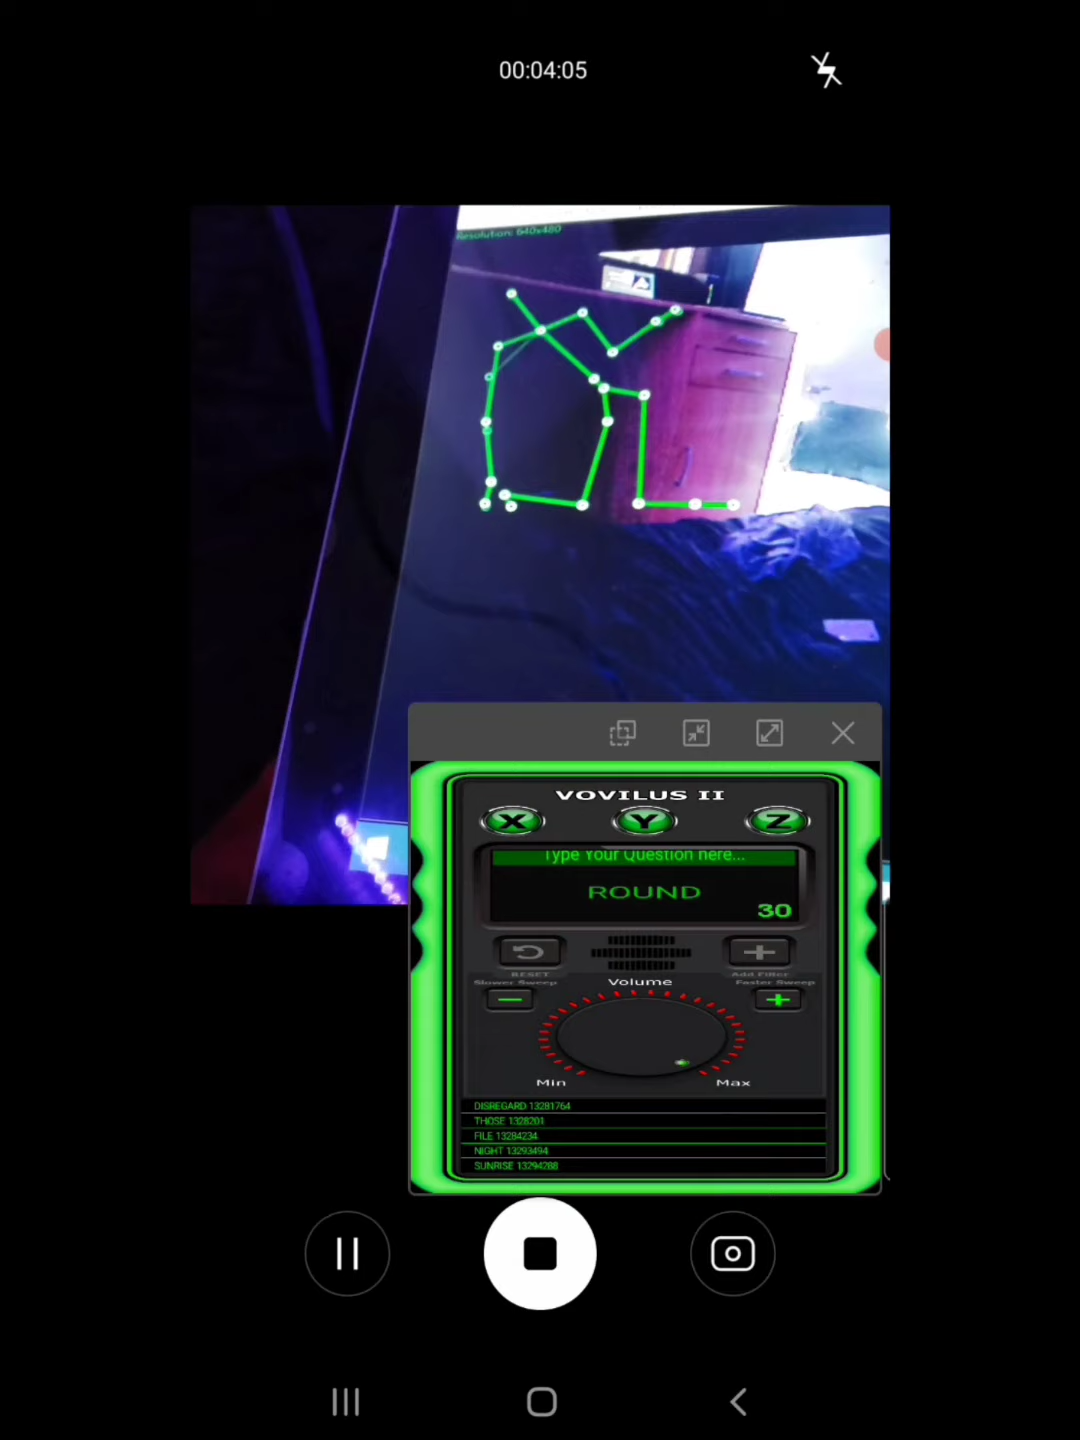 00:04:05
Resolution: 640x480
VOVILUS II
X Y Z
Type Your Question here...
ROUND
30
RESET
Add Filter
Slower Sweep
Faster Sweep
Volume
Min
Max
DISREGARD 13281764
THOSE 1328201
FILE 13284234
NIGHT 13293494
SUNRISE 13294288